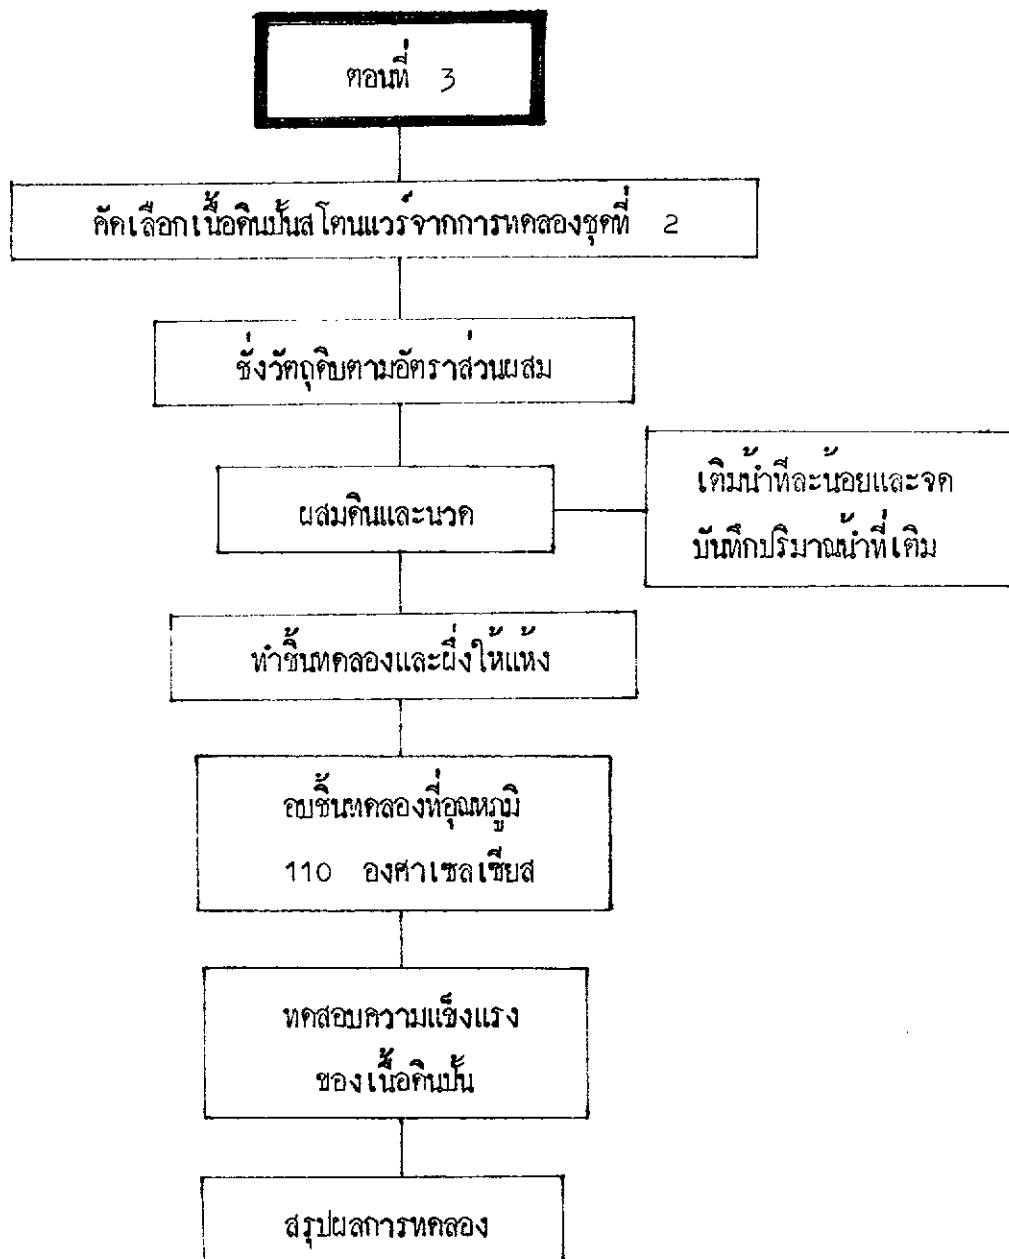 ตอนที่ 3
คัดเลือกเนื้อดินปั้นสโตนแวร์จากการทดลองชุดที่ 2
ชั่งวัตถุดิบตามอัตราส่วนผสม
ผสมดินและนวด
เติมน้ำทีละน้อยและจด
บันทึกปริมาณน้ำที่เติม
ทำชิ้นทดลองและผึ่งให้แห้ง
อบชิ้นทดลองที่อุณหภูมิ
110 องศาเซลเซียส
ทดสอบความแข็งแรง
ของเนื้อดินปั้น
สรุปผลการทดลอง